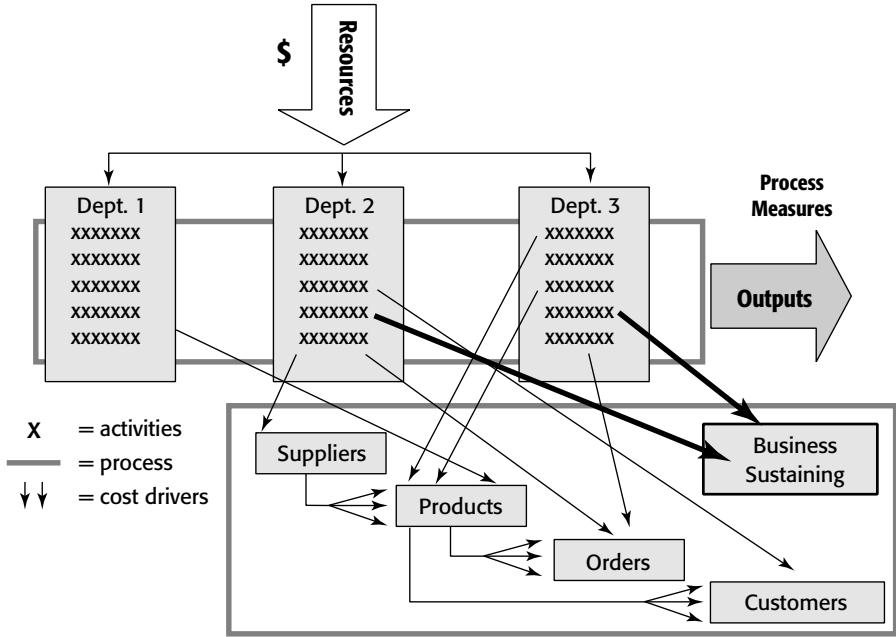 $
Resources
Process
Measures
Outputs
Dept. 1
XXXXXXX
XXXXXXX
XXXXXXX
XXXXXXX
XXXXXXX
Dept. 2
XXXXXXX
XXXXXXX
XXXXXXX
XXXXXXX
XXXXXXX
Dept. 3
XXXXXXX
XXXXXXX
XXXXXXX
XXXXXXX
XXXXXXX
X = activities
= process
= cost drivers
Suppliers
Products
Orders
Customers
Business
Sustaining